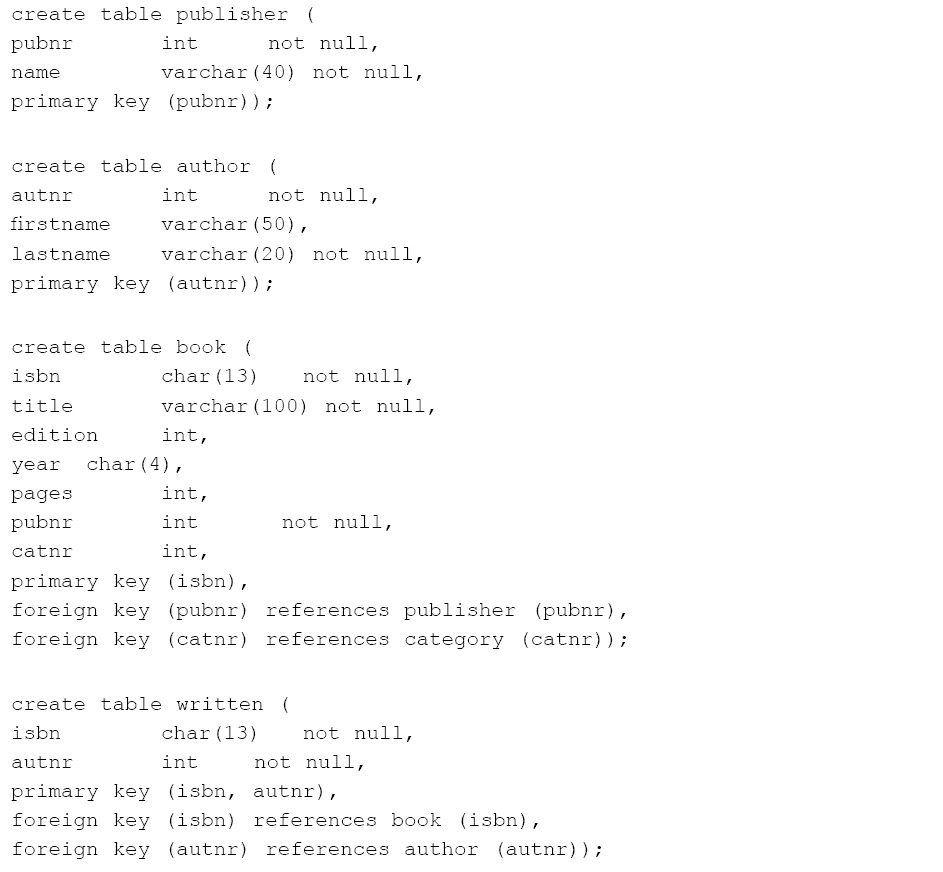 create table publisher (
pubnr int not null,
name varchar(40) not null,
primary key (pubnr));
create table author (
autnr int not null,
firstname varchar(50),
lastname varchar(20) not null,
primary key (autnr));
create table book (
isbn char(13) not null,
title varchar(100) not null,
edition int,
year char(4),
pages int,
pubnr int not null,
catnr int,
primary key (isbn),
foreign key (pubnr) references publisher (pubnr),
foreign key (catnr) references category (catnr));
create table written (
isbn char(13) not null,
autnr int not null,
primary key (isbn, autnr),
foreign key (isbn) references book (isbn),
foreign key (autnr) references author (autnr));